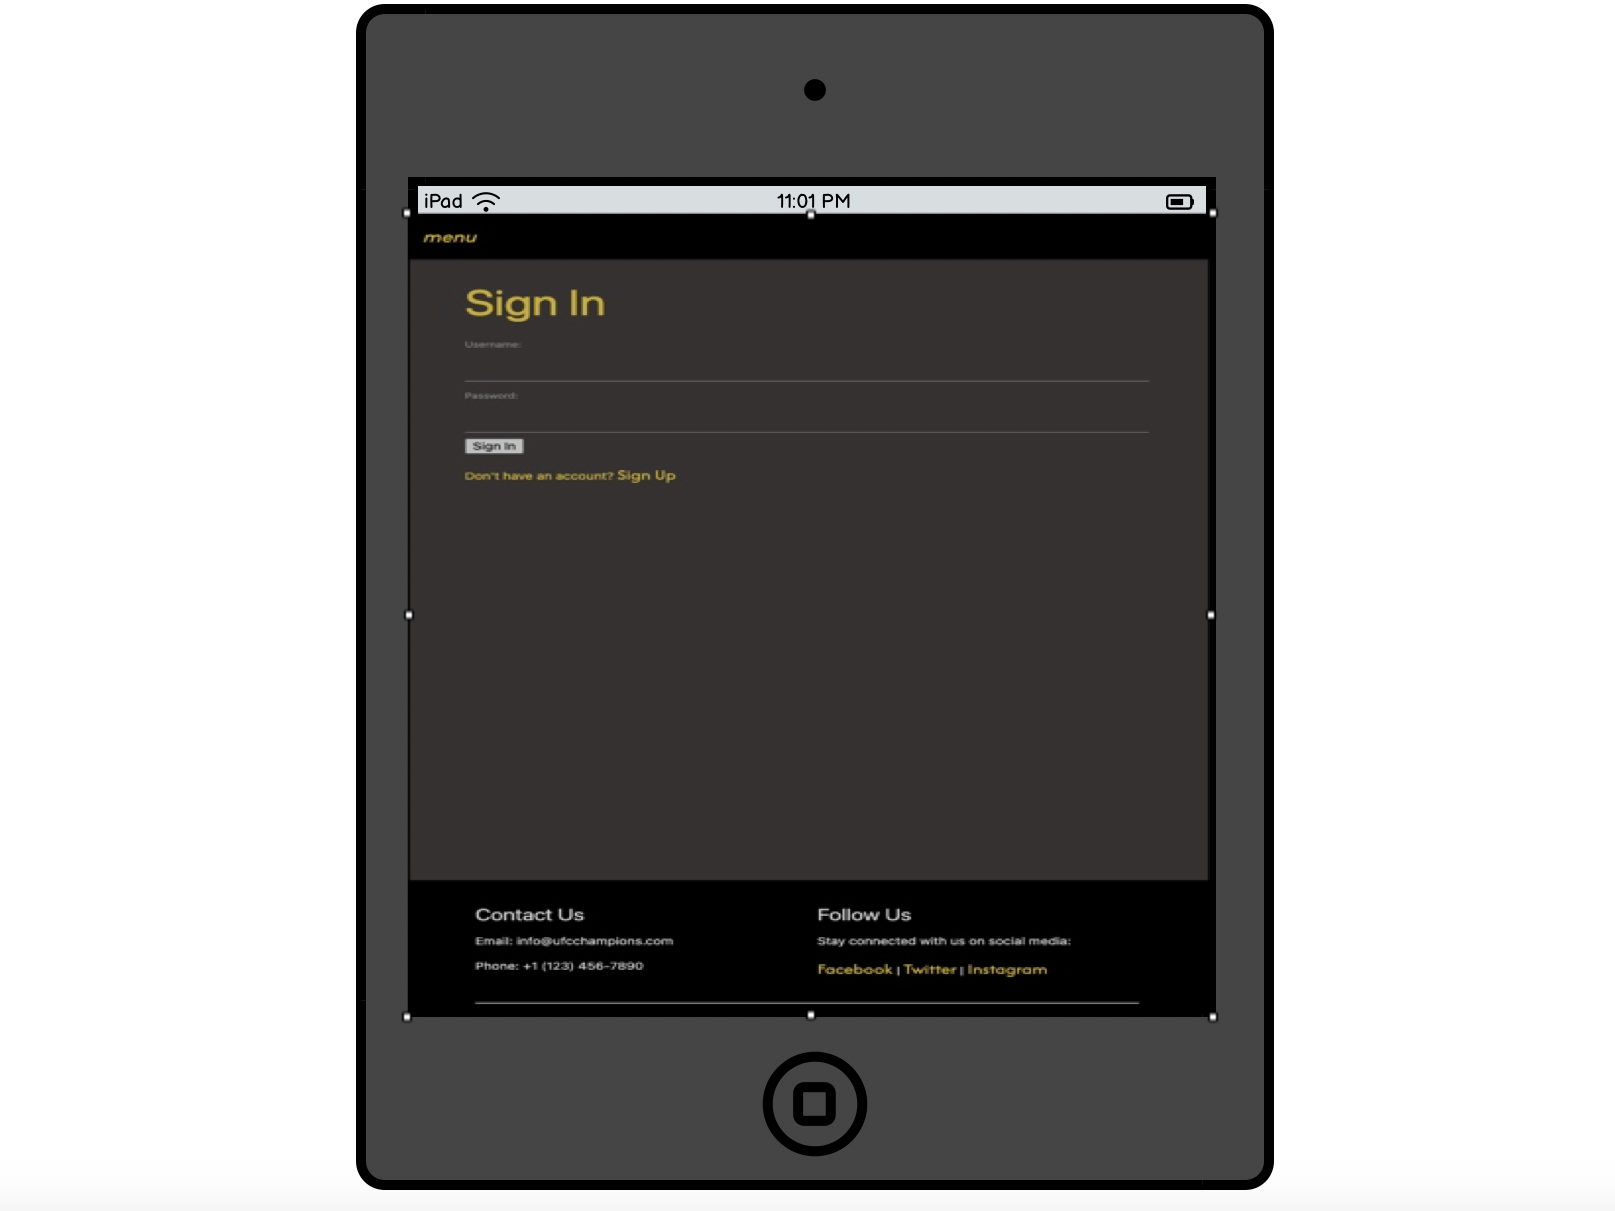 iPad 11:01 PM
menu
Sign In
Username:
Password:
Sign In
Don't have an account? Sign Up
Contact Us
Email: info@ufcchampions.com
Phone: +1 (123) 456-7890
Follow Us
Stay connected with us on social media:
Facebook | Twitter | Instagram